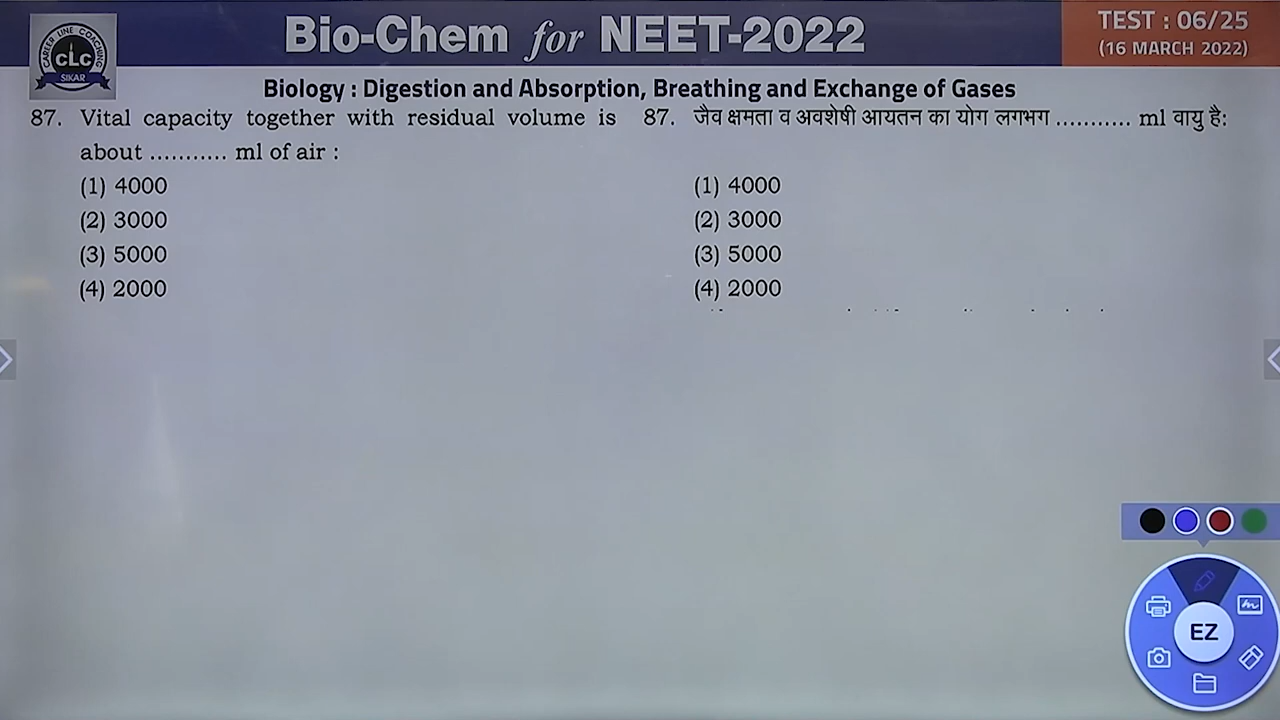 Bio-Chem for NEET-2022
TEST : 06/25
(16 MARCH 2022)
CAREER LINE COACHING
CLC
SIKAR
Biology : Digestion and Absorption, Breathing and Exchange of Gases
87. Vital capacity together with residual volume is
about ........... ml of air :
(1) 4000
(2) 3000
(3) 5000
(4) 2000
87. जैव क्षमता व अवशेषी आयतन का योग लगभग ........... ml वायु है:
(1) 4000
(2) 3000
(3) 5000
(4) 2000
EZ